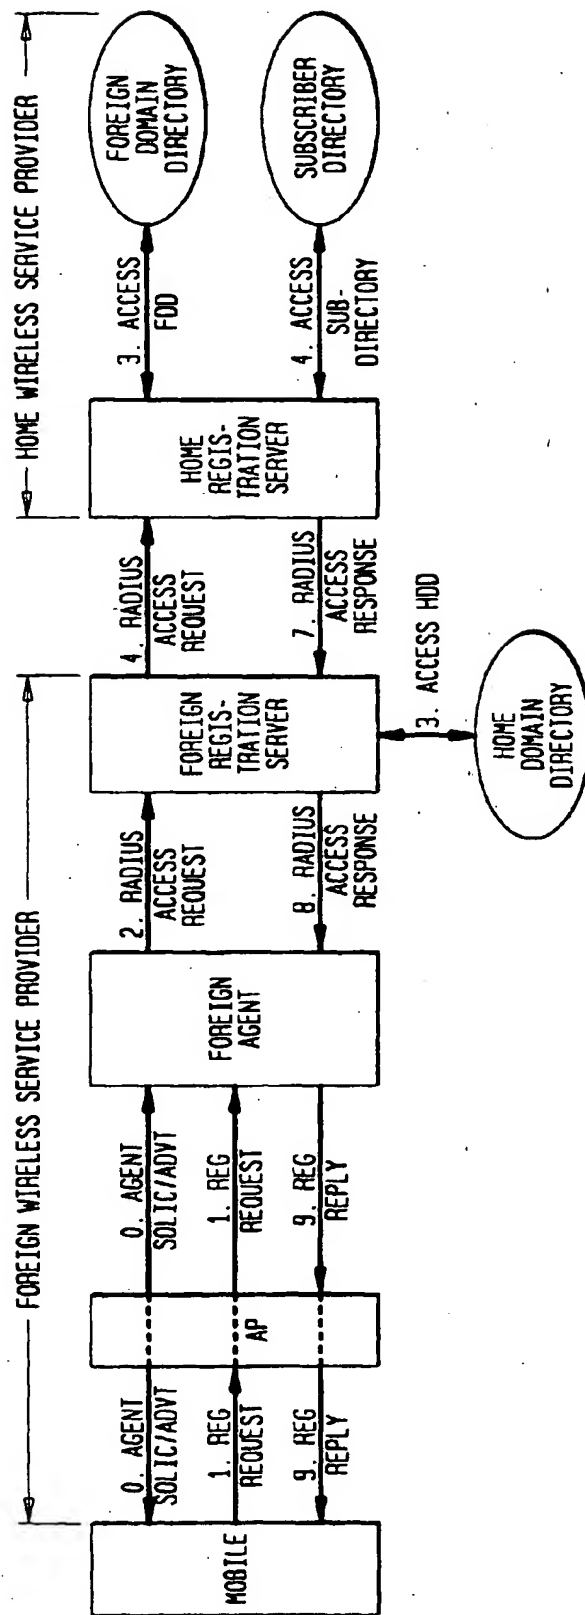 FOREIGN WIRELESS SERVICE PROVIDER
HOME WIRELESS SERVICE PROVIDER
MOBILE
0. AGENT
SOLIC/ADVT
1. REG
REQUEST
9. REG
REPLY
AP
0. AGENT
SOLIC/ADVT
1. REG
REQUEST
9. REG
REPLY
FOREIGN
AGENT
2. RADIUS
ACCESS
REQUEST
8. RADIUS
ACCESS
RESPONSE
FOREIGN
REGIS-
TRATION
SERVER
3. ACCESS HDD
HOME
DOMAIN
DIRECTORY
4. RADIUS
ACCESS
REQUEST
7. RADIUS
ACCESS
RESPONSE
HOME
REGIS-
TRATION
SERVER
3. ACCESS
FDD
4. ACCESS
SUB-
DIRECTORY
FOREIGN
DOMAIN
DIRECTORY
SUBSCRIBER
DIRECTORY